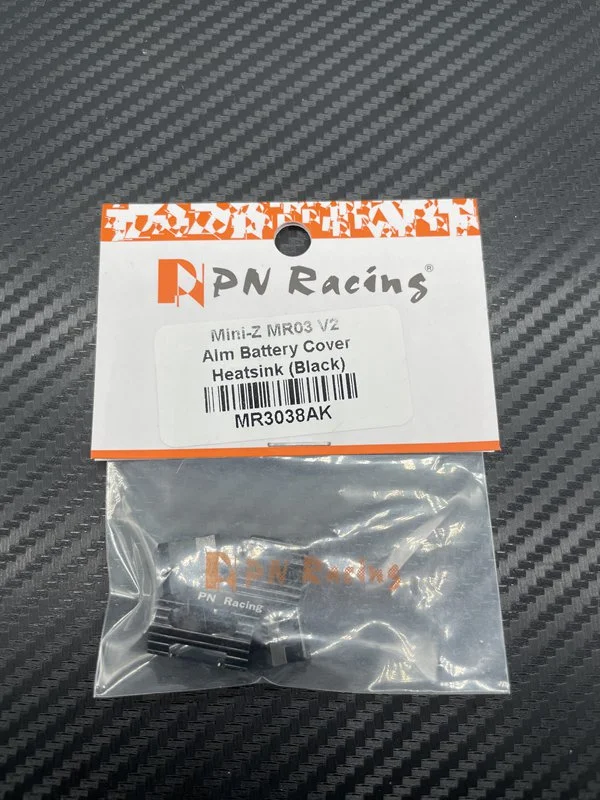 PN Racing®
Mini-Z MR03 V2
Alm Battery Cover
Heatsink (Black)
MR3038AK
PN Racing
PN Racing